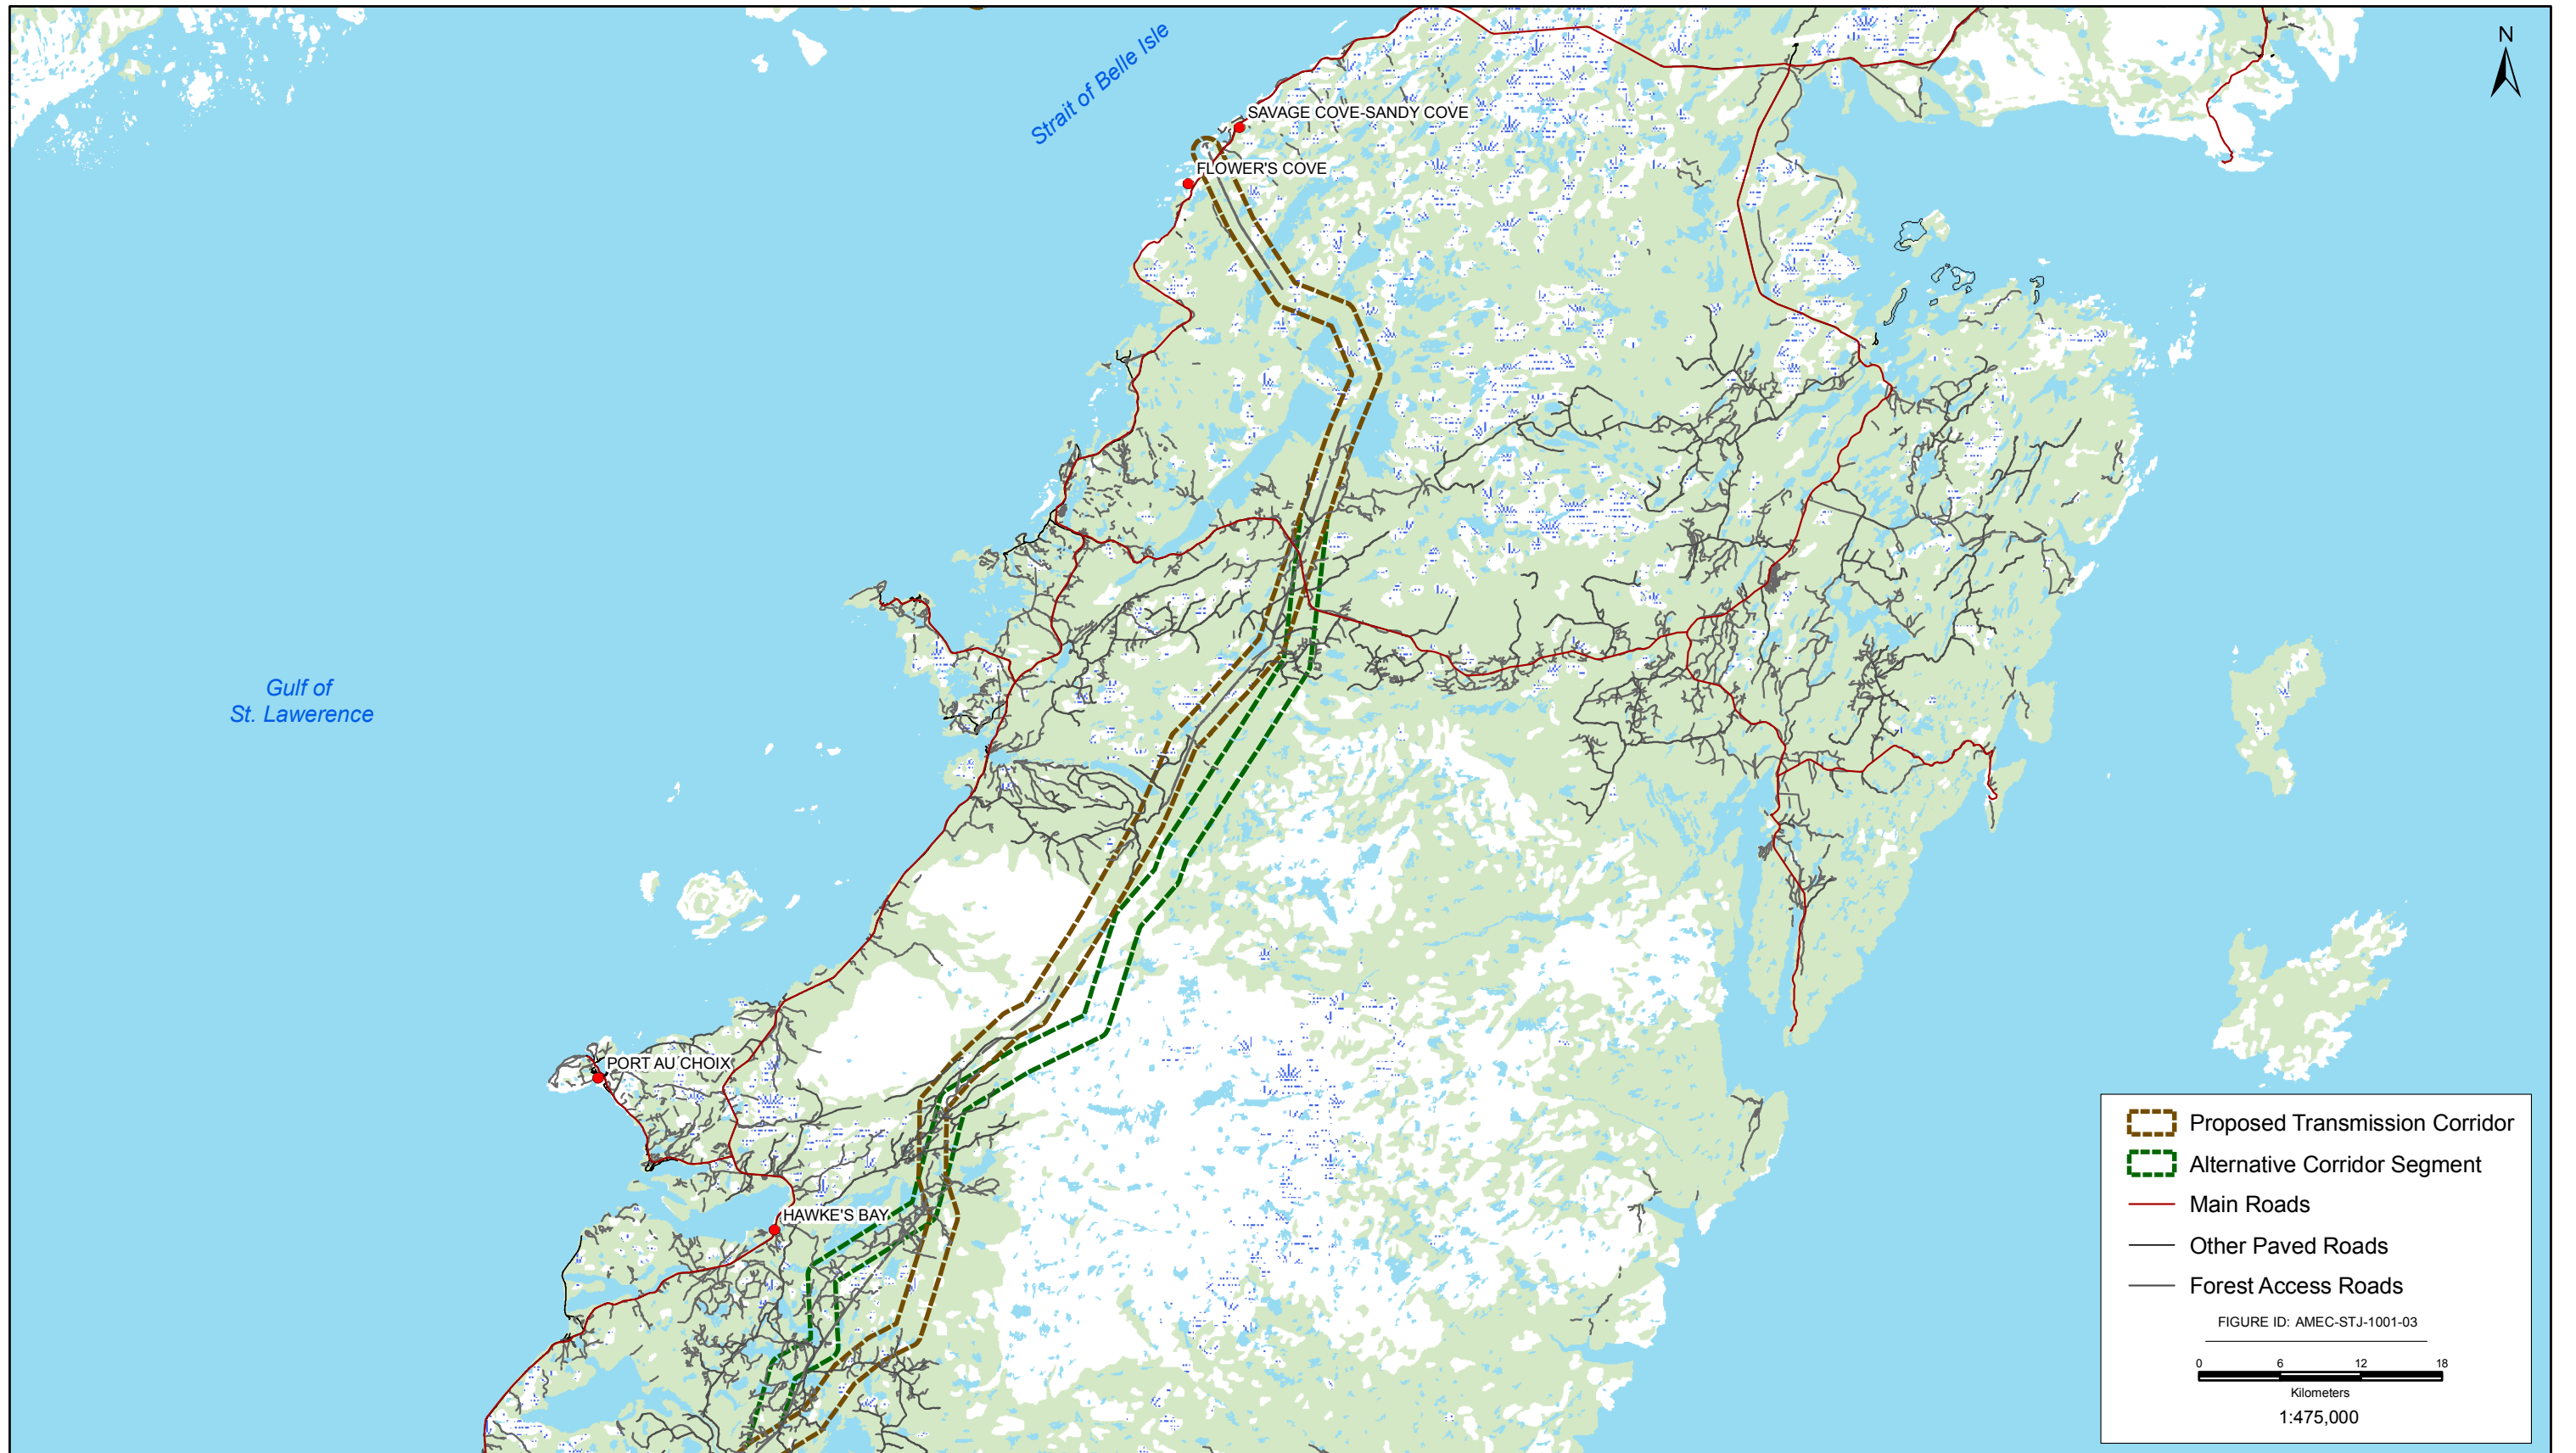 N
Strait of Belle Isle
SAVAGE COVE-SANDY COVE
FLOWER'S COVE
Gulf of
St. Lawerence
PORT AU CHOIX
HAWKE'S BAY
Proposed Transmission Corridor
Alternative Corridor Segment
Main Roads
Other Paved Roads
Forest Access Roads
FIGURE ID: AMEC-STJ-1001-03
0 6 12 18
Kilometers
1:475,000